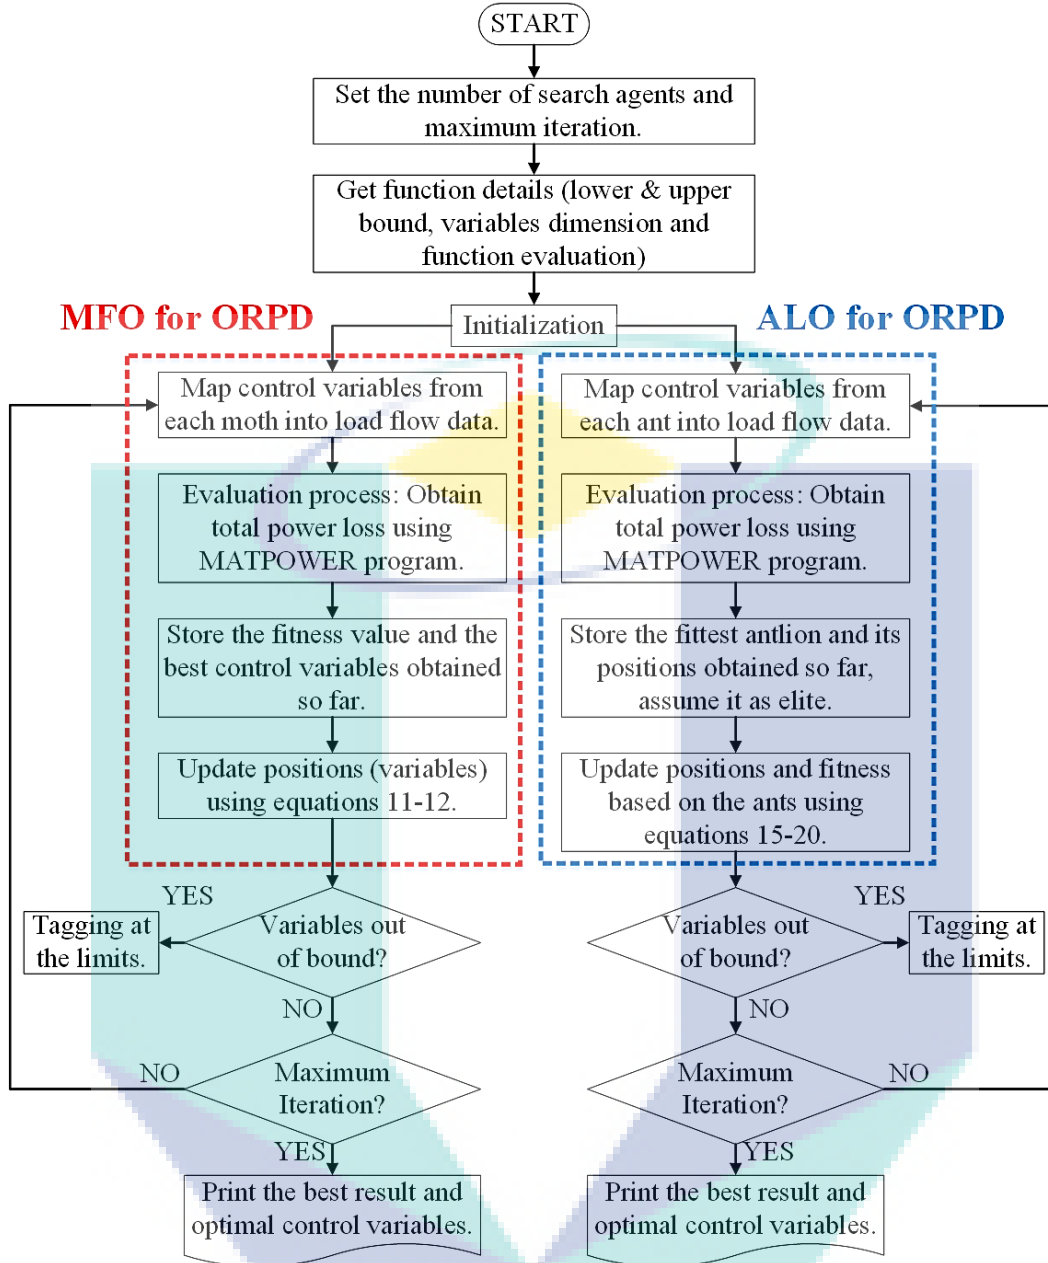 START
Set the number of search agents and
maximum iteration.
Get function details (lower & upper
bound, variables dimension and
function evaluation)
Initialization
MFO for ORPD
Map control variables from
each moth into load flow data.
Evaluation process: Obtain
total power loss using
MATPOWER program.
Store the fitness value and the
best control variables obtained
so far.
Update positions (variables)
using equations 11-12.
YES
Variables out
of bound?
Tagging at
the limits.
NO
Maximum
Iteration?
NO
YES
Print the best result and
optimal control variables.
ALO for ORPD
Map control variables from
each ant into load flow data.
Evaluation process: Obtain
total power loss using
MATPOWER program.
Store the fittest antlion and its
positions obtained so far,
assume it as elite.
Update positions and fitness
based on the ants using
equations 15-20.
YES
Variables out
of bound?
Tagging at
the limits.
NO
Maximum
Iteration?
NO
YES
Print the best result and
optimal control variables.